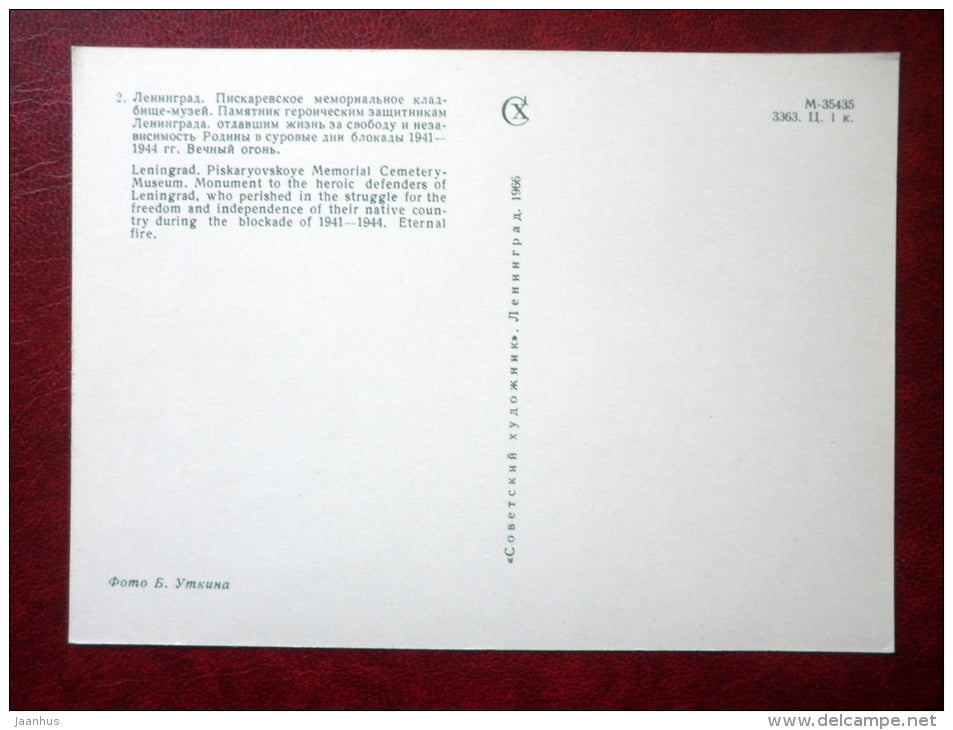 2. Ленинград. Пискаревское мемориальное клад-
бище-музей. Памятник героическим защитникам
Ленинграда, отдавшим жизнь за свободу и неза-
висимость Родины в суровые дни блокады 1941—
1944 гг. Вечный огонь.
Leningrad. Piskaryovskoye Memorial Cemetery-
Museum. Monument to the heroic defenders of
Leningrad, who perished in the struggle for the
freedom and independence of their native coun-
try during the blockade of 1941—1944. Eternal
fire.
Фото Б. Уткина
СХ
«Советский художник». Ленинград. 1966
М-35435
3363. Ц. 1 к.
jaanhus
www.delcampe.net